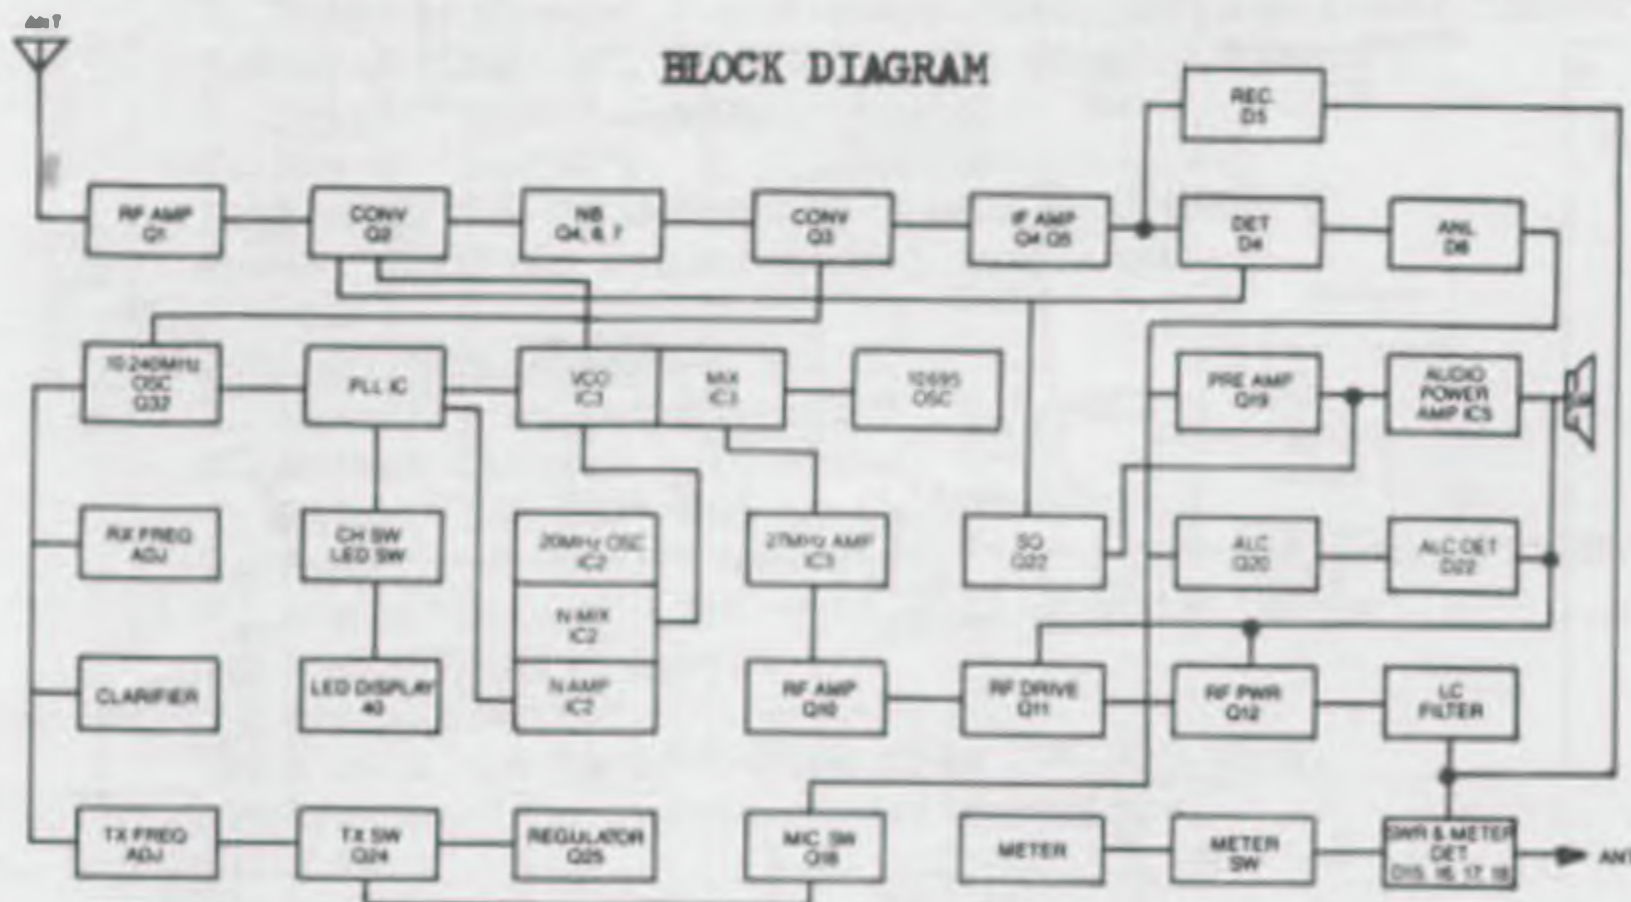 BLOCK DIAGRAM
REC.
D5
RF AMP
Q1
CONV
Q2
NB
Q4, 6, 7
CONV
Q3
IF AMP
Q4 Q5
DET
D4
ANL
D6
10.240MHz
OSC
Q32
PLL IC
VCO
IC3
MIX
IC3
10695
OSC
PRE AMP
Q19
AUDIO
POWER
AMP IC5
RX FREQ
ADJ
CH SW
LED SW
20MHz OSC
IC2
27MHz AMP
IC3
SQ
Q22
ALC
Q20
ALC DET
D22
N-MIX
IC2
CLARIFIER
LED DISPLAY
40
N AMP
IC2
RF AMP
Q10
RF DRIVE
Q11
RF PWR
Q12
LC
FILTER
TX FREQ
ADJ
TX SW
Q24
REGULATOR
Q25
MIC SW
Q18
METER
METER
SW
SWR & METER
DET
D15, 16, 17, 18
ANT